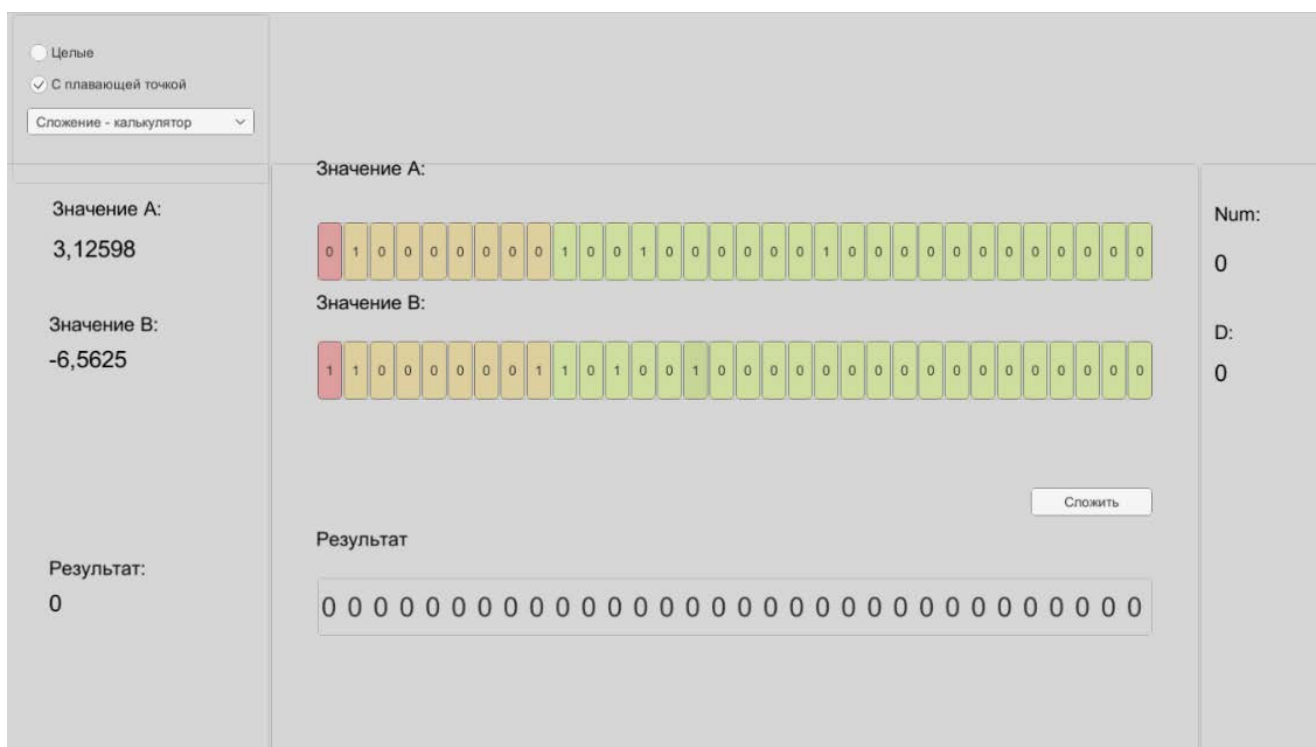 Целые
С плавающей точкой
Сложение - калькулятор
Значение A:
3,12598
Значение B:
-6,5625
Результат:
0
Значение A:
0 1 0 0 0 0 0 0 0 1 0 0 1 0 0 0 0 0 0 1 0 0 0 0 0 0 0 0 0 0 0 0
Значение B:
1 1 0 0 0 0 0 0 1 1 0 1 0 0 1 0 0 0 0 0 0 0 0 0 0 0 0 0 0 0 0 0
Сложить
Результат
0 0 0 0 0 0 0 0 0 0 0 0 0 0 0 0 0 0 0 0 0 0 0 0 0 0 0 0 0 0 0 0
Num:
0
D:
0